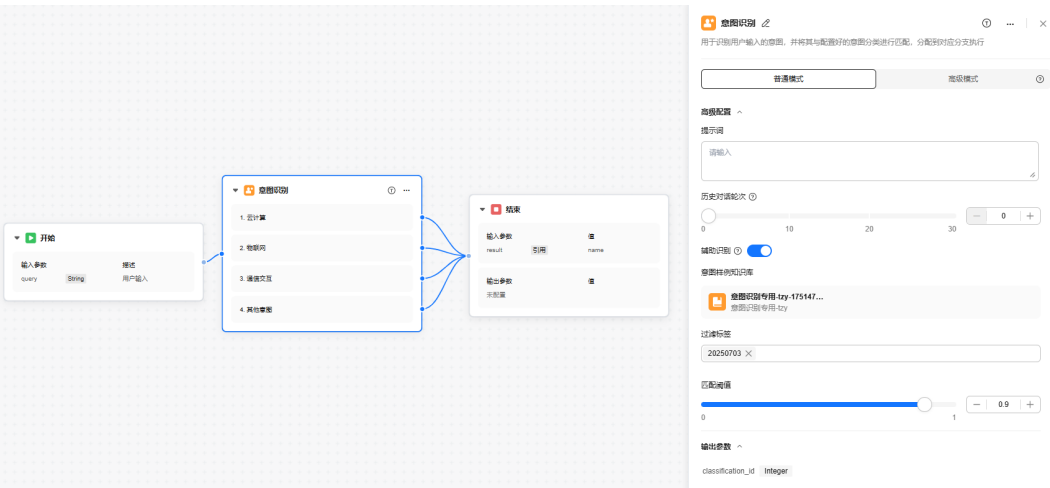 开始
输入参数 描述
query String 用户输入
意图识别
1. 云计算
2. 物联网
3. 通信交互
4. 其他意图
结束
输入参数 值
result 引用 name
输出参数 值
未配置
意图识别
用于识别用户输入的意图，并将其与配置好的意图分类进行匹配，分配到对应分支执行
普通模式 高级模式
高级配置
提示词
请输入
历史对话轮次
0 10 20 30
0
辅助识别
意图样例知识库
意图识别专用-tzy-175147...
意图识别专用-tzy
过滤标签
20250703
匹配阈值
0 1
0.9
输出参数
classification_id Integer